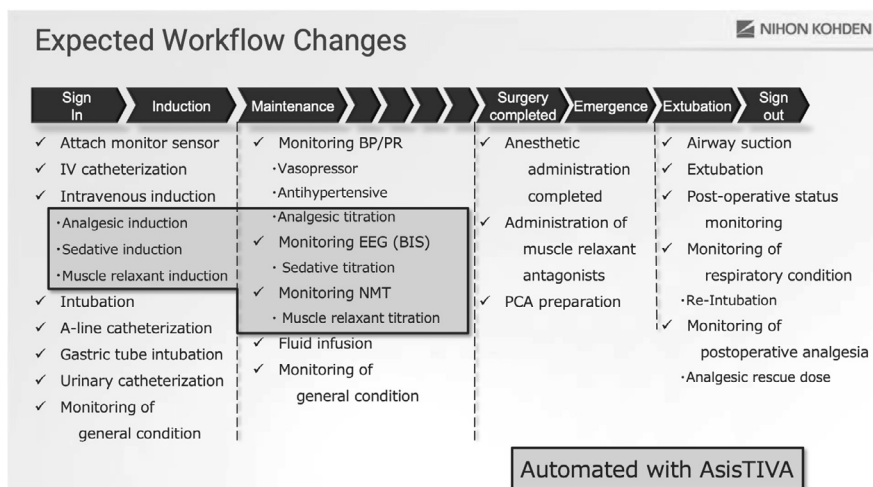 Expected Workflow Changes
NIHON KOHDEN
Sign
In
Induction
Maintenance
Surgery
completed
Emergence
Extubation
Sign
out
✓ Attach monitor sensor
✓ IV catheterization
✓ Intravenous induction
・Analgesic induction
・Sedative induction
・Muscle relaxant induction
✓ Intubation
✓ A-line catheterization
✓ Gastric tube intubation
✓ Urinary catheterization
✓ Monitoring of
general condition
✓ Monitoring BP/PR
・Vasopressor
・Antihypertensive
・Analgesic titration
✓ Monitoring EEG (BIS)
・Sedative titration
✓ Monitoring NMT
・Muscle relaxant titration
✓ Fluid infusion
✓ Monitoring of
general condition
✓ Anesthetic
administration
completed
✓ Administration of
muscle relaxant
antagonists
✓ PCA preparation
✓ Airway suction
✓ Extubation
✓ Post-operative status
monitoring
✓ Monitoring of
respiratory condition
・Re-Intubation
✓ Monitoring of
postoperative analgesia
・Analgesic rescue dose
Automated with AsisTIVA